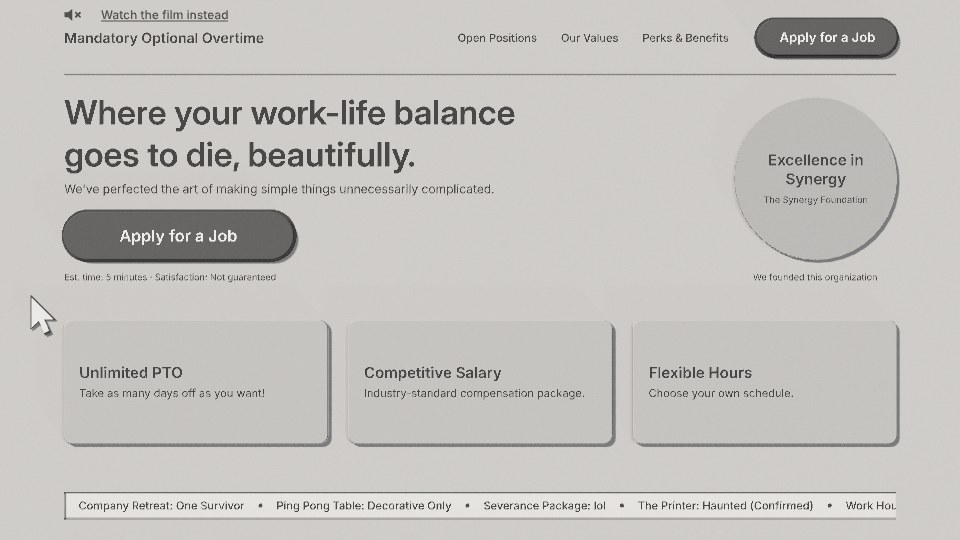 Watch the film instead
Mandatory Optional Overtime
Open Positions
Our Values
Perks & Benefits
Apply for a Job
Where your work-life balance
goes to die, beautifully.
We've perfected the art of making simple things unnecessarily complicated.
Apply for a Job
Est. time: 5 minutes · Satisfaction: Not guaranteed
Excellence in
Synergy
The Synergy Foundation
We founded this organization
Unlimited PTO
Take as many days off as you want!
Competitive Salary
Industry-standard compensation package.
Flexible Hours
Choose your own schedule.
Company Retreat: One Survivor • Ping Pong Table: Decorative Only • Severance Package: lol • The Printer: Haunted (Confirmed) • Work